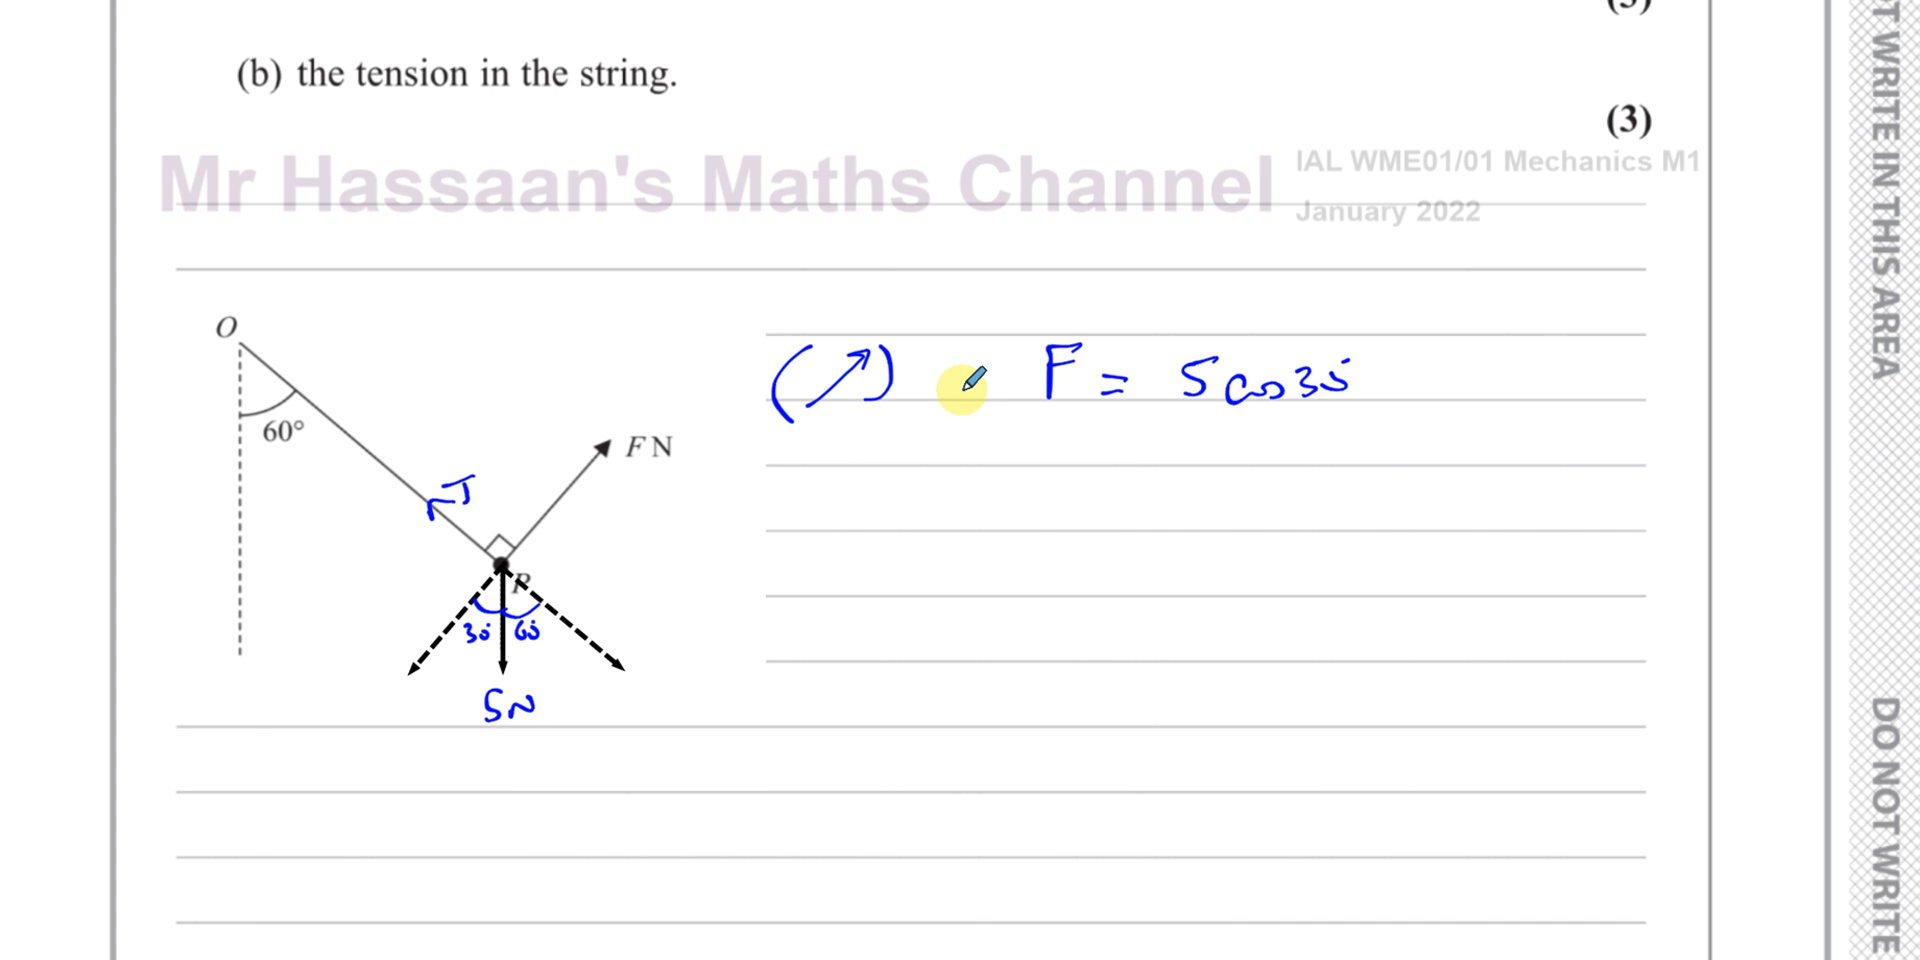 (b) the tension in the string.
(3)
Mr Hassaan's Maths Channel
IAL WME01/01 Mechanics M1
January 2022
O
60°
T
F N
P
30° 60°
5N
(↗) F = 5cos30°
T WRITE IN THIS AREA
DO NOT WRITE